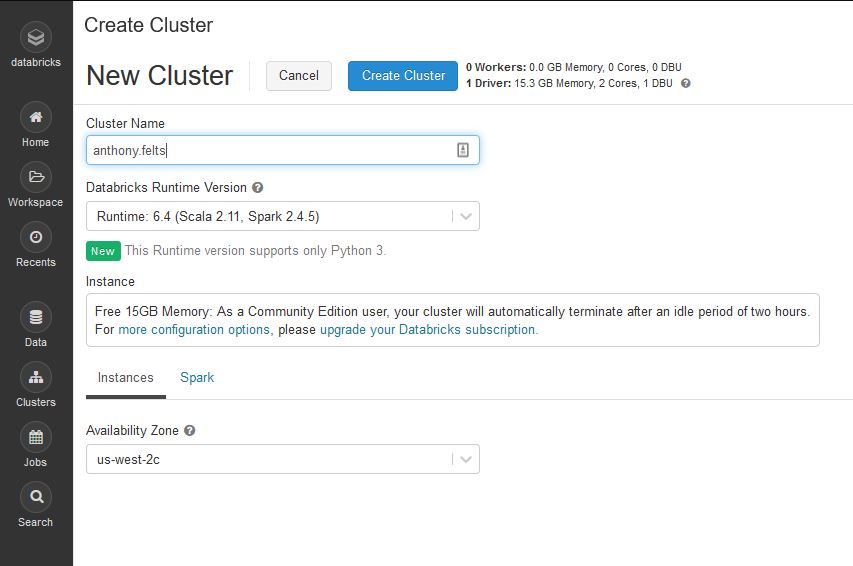 Create Cluster
databricks
Home
Workspace
Recents
Data
Clusters
Jobs
Search
New Cluster
Cancel
Create Cluster
0 Workers: 0.0 GB Memory, 0 Cores, 0 DBU
1 Driver: 15.3 GB Memory, 2 Cores, 1 DBU ?
Cluster Name
anthony.felts
Databricks Runtime Version ?
Runtime: 6.4 (Scala 2.11, Spark 2.4.5)
New This Runtime version supports only Python 3.
Instance
Free 15GB Memory: As a Community Edition user, your cluster will automatically terminate after an idle period of two hours.
For more configuration options, please upgrade your Databricks subscription.
Instances Spark
Availability Zone ?
us-west-2c